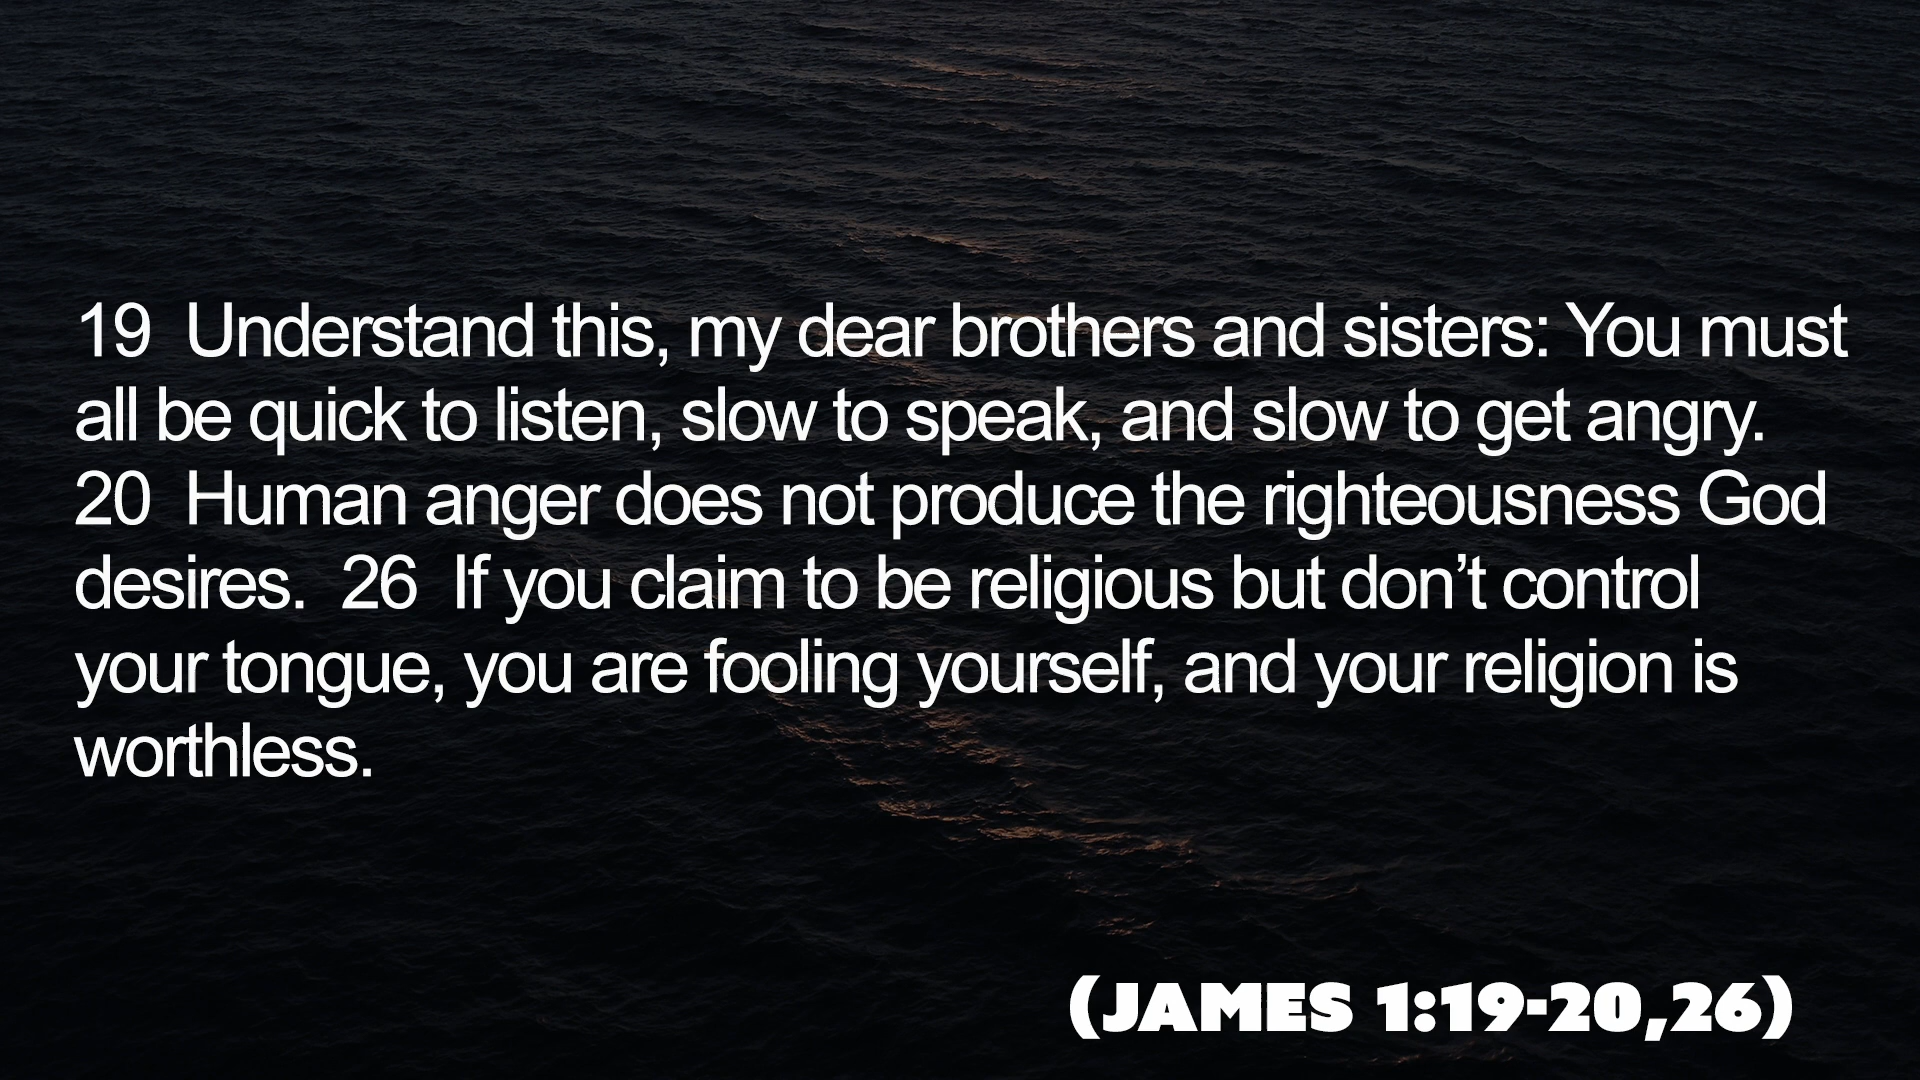 19  Understand this, my dear brothers and sisters: You must
all be quick to listen, slow to speak, and slow to get angry.
20  Human anger does not produce the righteousness God
desires.  26  If you claim to be religious but don’t control
your tongue, you are fooling yourself, and your religion is
worthless.
(JAMES 1:19-20,26)